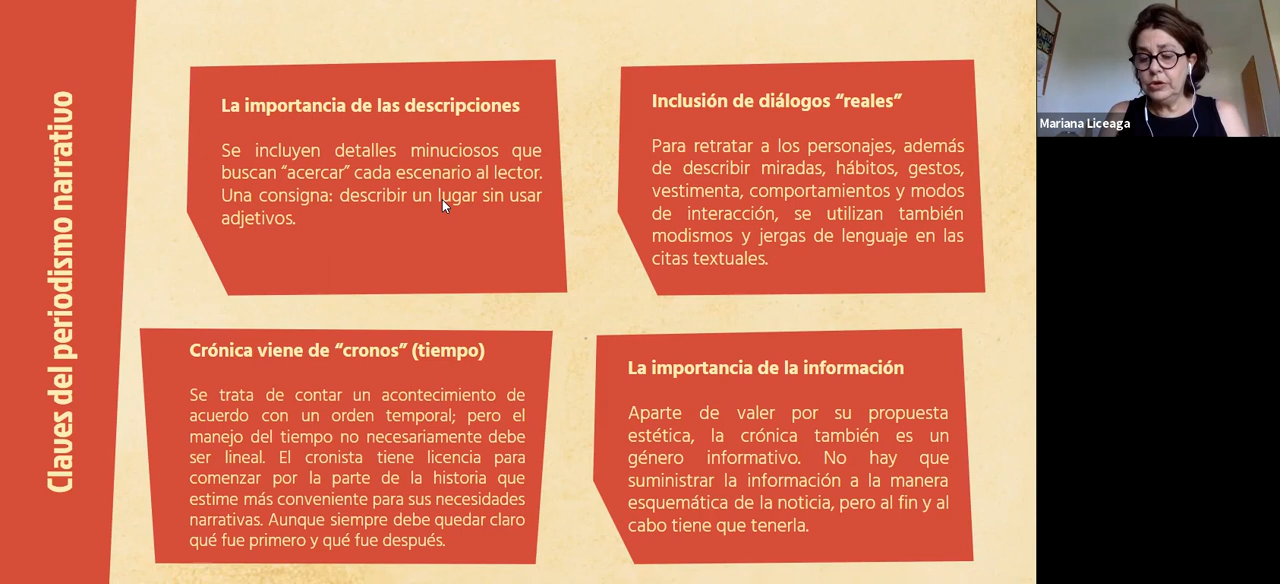 Claves del periodismo narrativo
La importancia de las descripciones
Se incluyen detalles minuciosos que
buscan “acercar” cada escenario al lector.
Una consigna: describir un lugar sin usar
adjetivos.
Inclusión de diálogos “reales”
Para retratar a los personajes, además
de describir miradas, hábitos, gestos,
vestimenta, comportamientos y modos
de interacción, se utilizan también
modismos y jergas de lenguaje en las
citas textuales.
Crónica viene de “cronos” (tiempo)
Se trata de contar un acontecimiento de
acuerdo con un orden temporal; pero el
manejo del tiempo no necesariamente debe
ser lineal. El cronista tiene licencia para
comenzar por la parte de la historia que
estime más conveniente para sus necesidades
narrativas. Aunque siempre debe quedar claro
qué fue primero y qué fue después.
La importancia de la información
Aparte de valer por su propuesta
estética, la crónica también es un
género informativo. No hay que
suministrar la información a la manera
esquemática de la noticia, pero al fin y al
cabo tiene que tenerla.
Mariana Liceaga